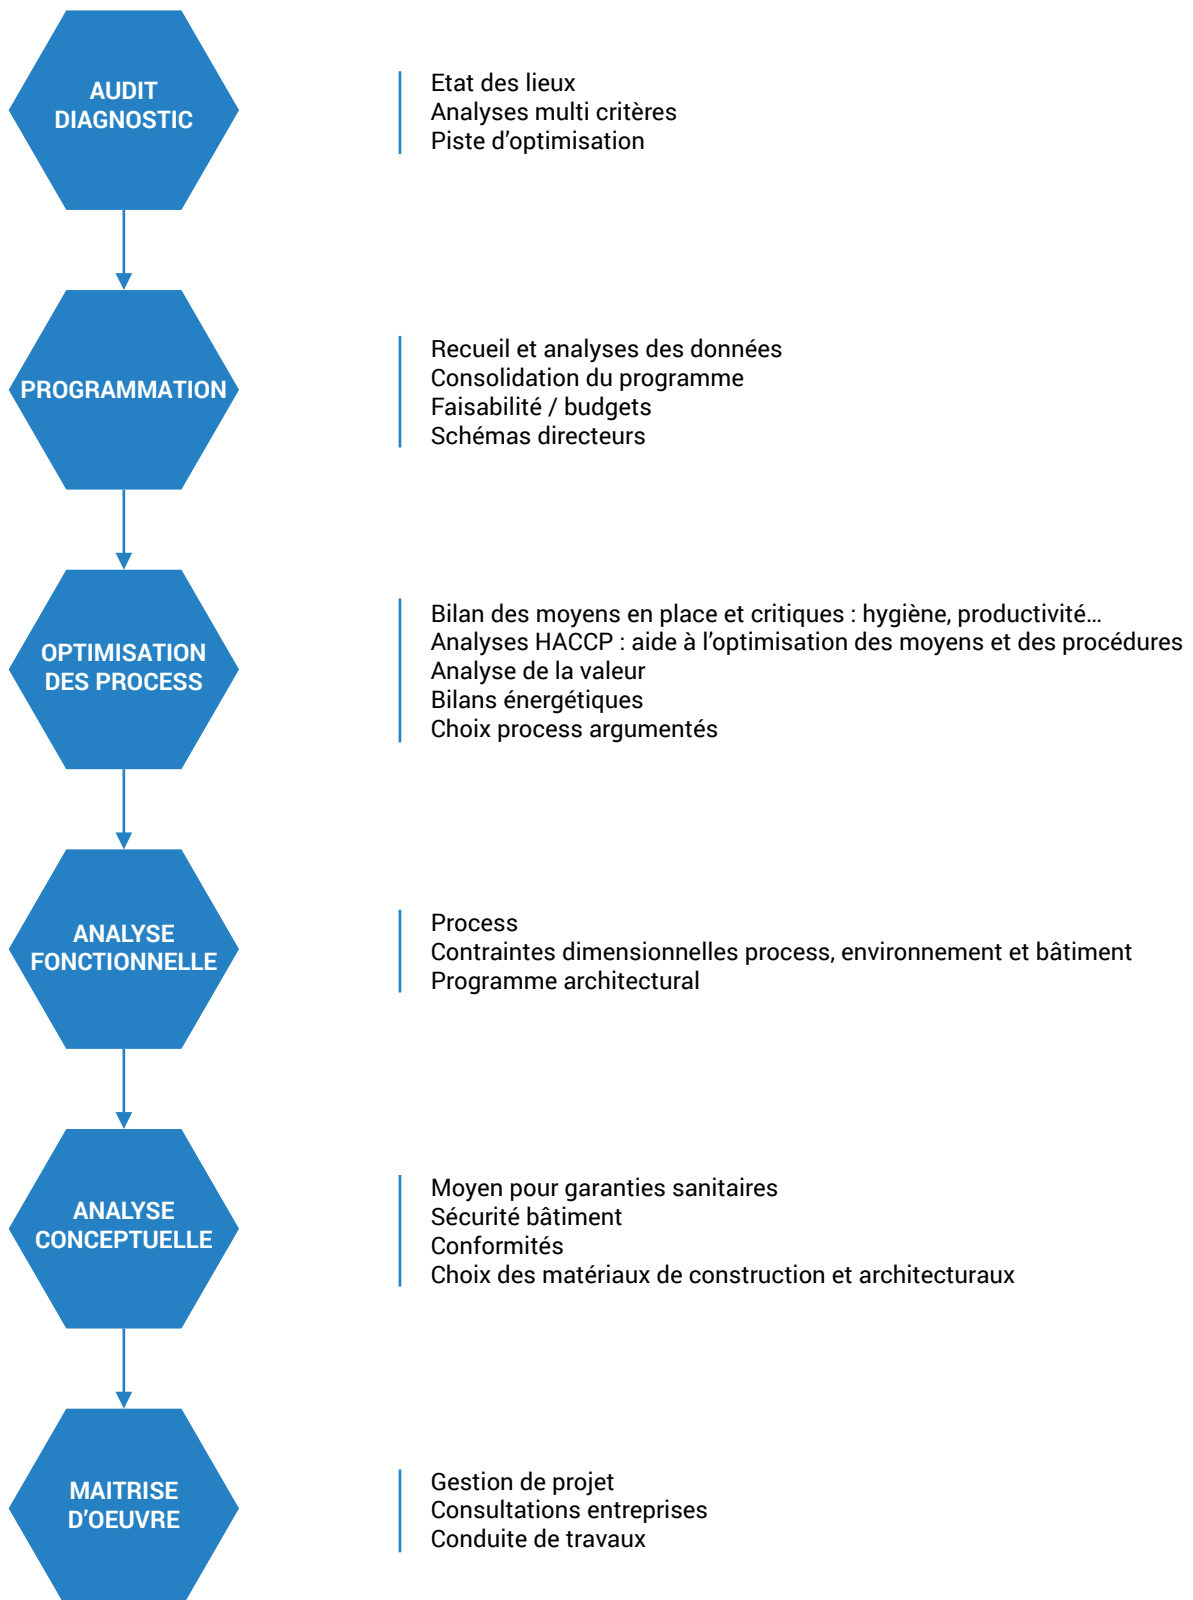 AUDIT
DIAGNOSTIC
Etat des lieux
Analyses multi critères
Piste d’optimisation
PROGRAMMATION
Recueil et analyses des données
Consolidation du programme
Faisabilité / budgets
Schémas directeurs
OPTIMISATION
DES PROCESS
Bilan des moyens en place et critiques : hygiène, productivité…
Analyses HACCP : aide à l’optimisation des moyens et des procédures
Analyse de la valeur
Bilans énergétiques
Choix process argumentés
ANALYSE
FONCTIONNELLE
Process
Contraintes dimensionnelles process, environnement et bâtiment
Programme architectural
ANALYSE
CONCEPTUELLE
Moyen pour garanties sanitaires
Sécurité bâtiment
Conformités
Choix des matériaux de construction et architecturaux
MAITRISE
D’OEUVRE
Gestion de projet
Consultations entreprises
Conduite de travaux